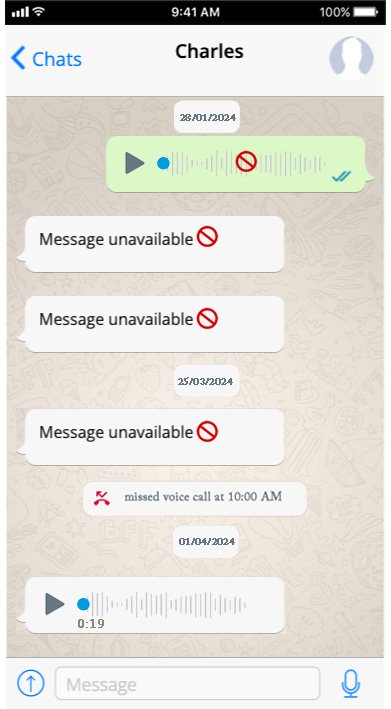 9:41 AM 100%
Chats Charles
28/01/2024
Message unavailable
Message unavailable
25/03/2024
Message unavailable
missed voice call at 10:00 AM
01/04/2024
0:19
Message